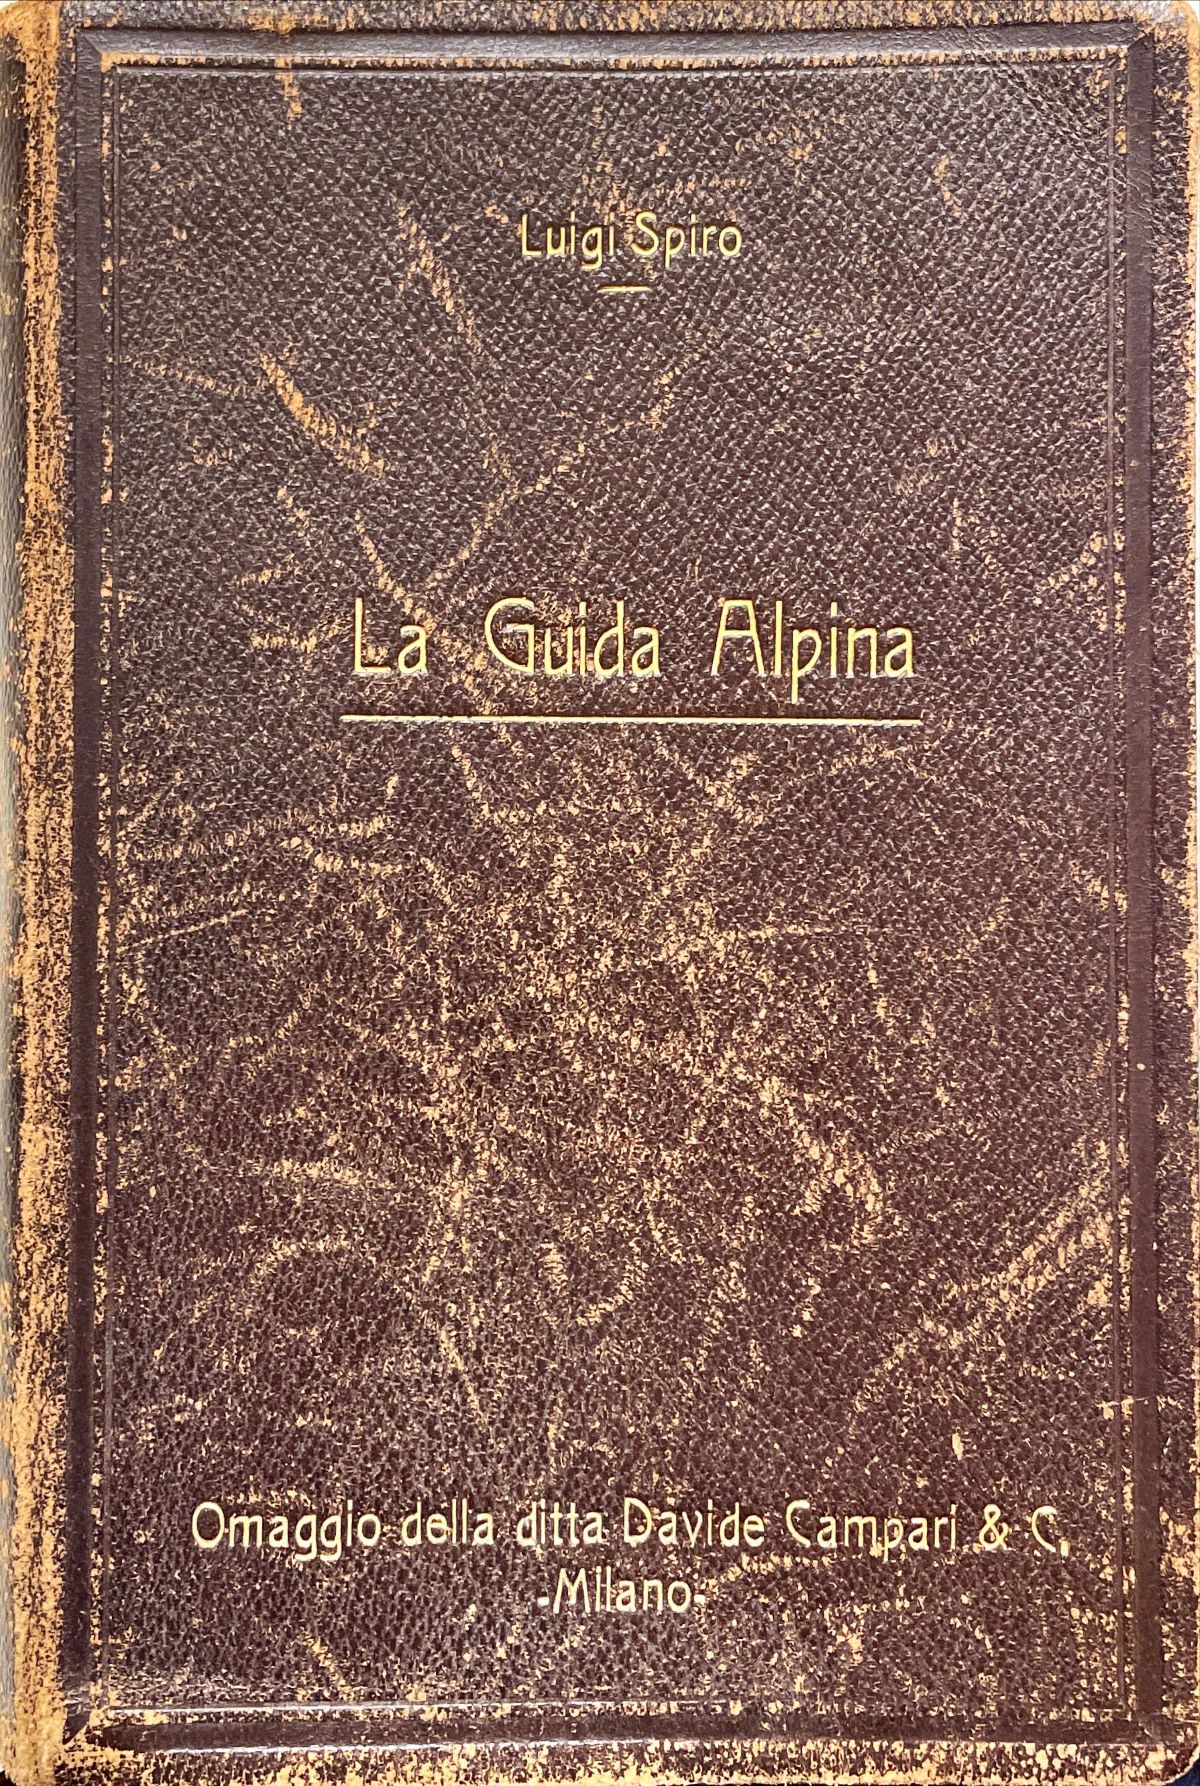 Luigi Spiro
La Guida Alpina
Omaggio della ditta Davide Campari & C.
-Milano-